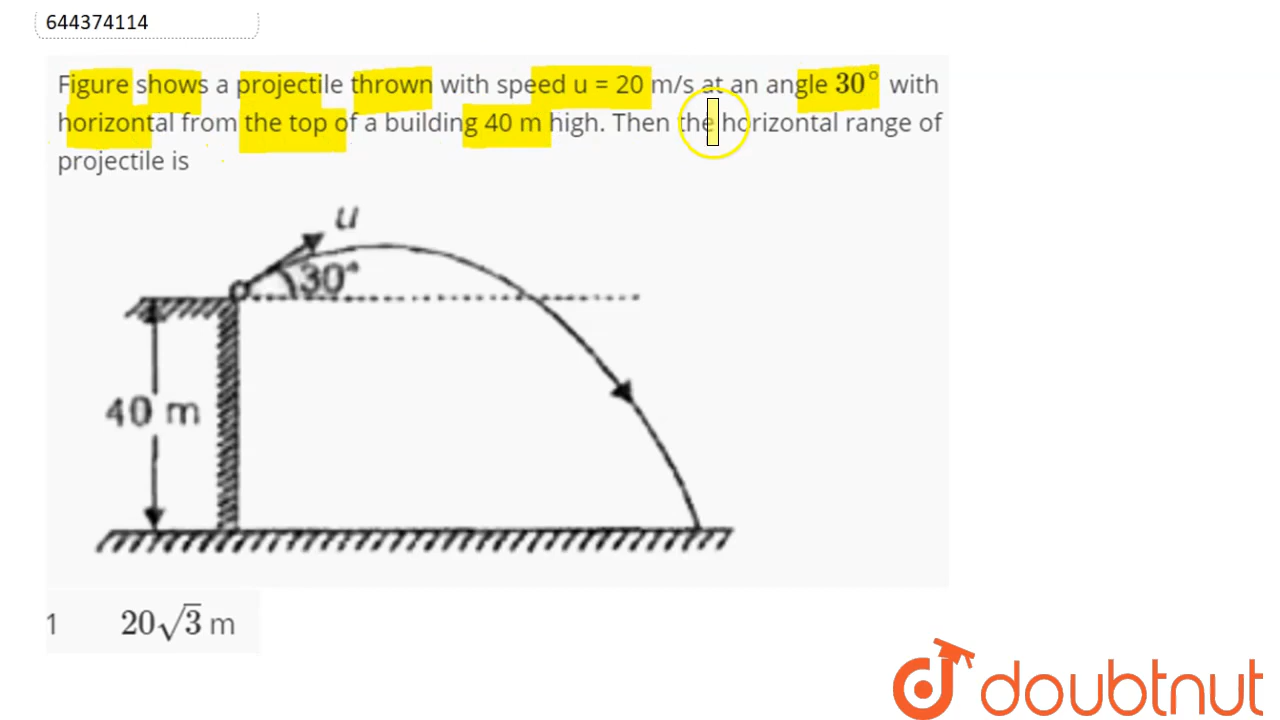 644374114
Figure shows a projectile thrown with speed u = 20 m/s at an angle 30° with
horizontal from the top of a building 40 m high. Then the horizontal range of
projectile is
u
30°
40 m
1 20√3 m
doubtnut